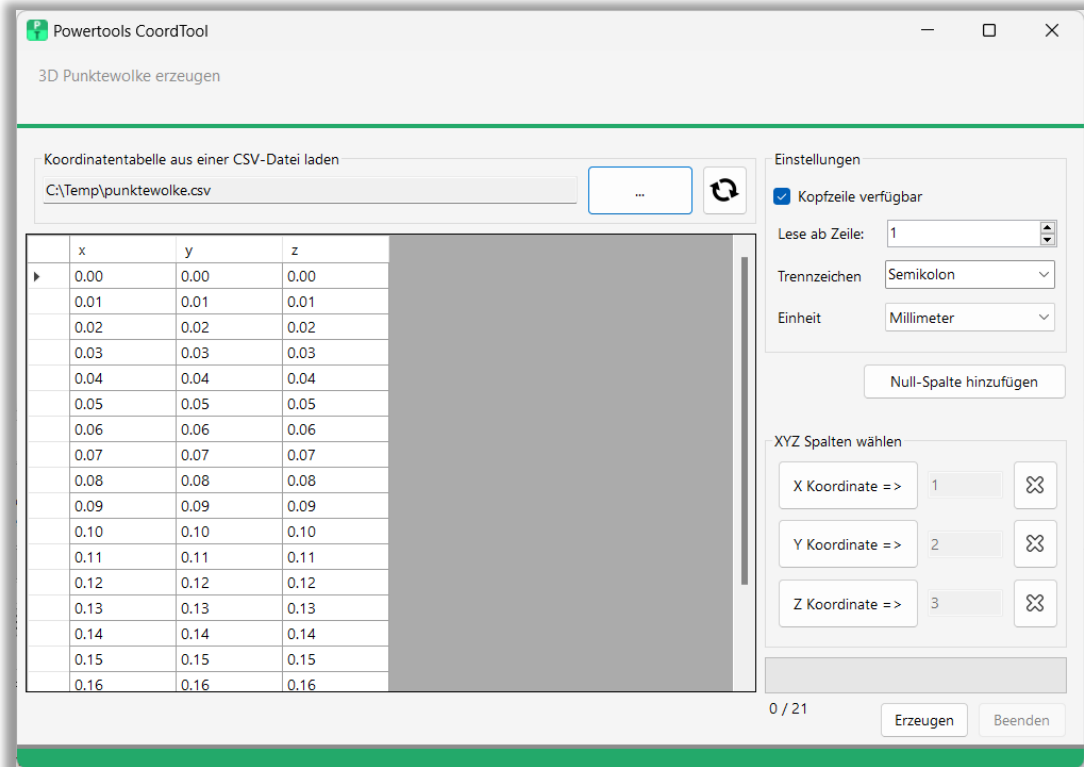 Powertools CoordTool
3D Punktewolke erzeugen
Koordinatentabelle aus einer CSV-Datei laden
C:\Temp\punktewolke.csv
...
x y z
0.00 0.00 0.00
0.01 0.01 0.01
0.02 0.02 0.02
0.03 0.03 0.03
0.04 0.04 0.04
0.05 0.05 0.05
0.06 0.06 0.06
0.07 0.07 0.07
0.08 0.08 0.08
0.09 0.09 0.09
0.10 0.10 0.10
0.11 0.11 0.11
0.12 0.12 0.12
0.13 0.13 0.13
0.14 0.14 0.14
0.15 0.15 0.15
0.16 0.16 0.16
Einstellungen
Kopfzeile verfügbar
Lese ab Zeile: 1
Trennzeichen Semikolon
Einheit Millimeter
Null-Spalte hinzufügen
XYZ Spalten wählen
X Koordinate => 1
Y Koordinate => 2
Z Koordinate => 3
0 / 21
Erzeugen Beenden